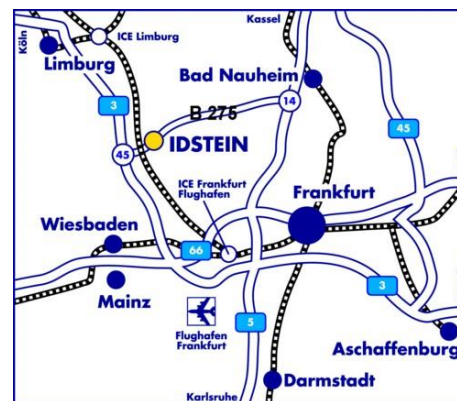 Kassel
Köln
ICE Limburg
Limburg
Bad Nauheim
3
14
B 275
45
45
IDSTEIN
ICE Frankfurt
Flughafen
Frankfurt
Wiesbaden
66
Mainz
3
Flughafen
Frankfurt
5
Aschaffenburg
Darmstadt
Karlsruhe